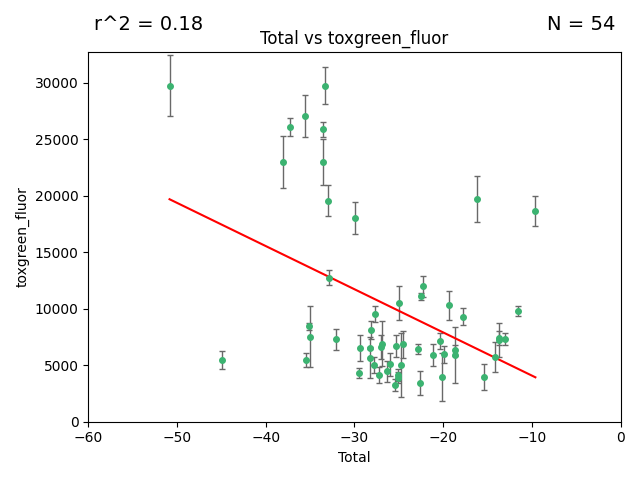 r^2 = 0.18
N = 54
Total vs toxgreen_fluor
30000
25000
20000
15000
10000
5000
0
toxgreen_fluor
−60
−50
−40
−30
−20
−10
0
Total